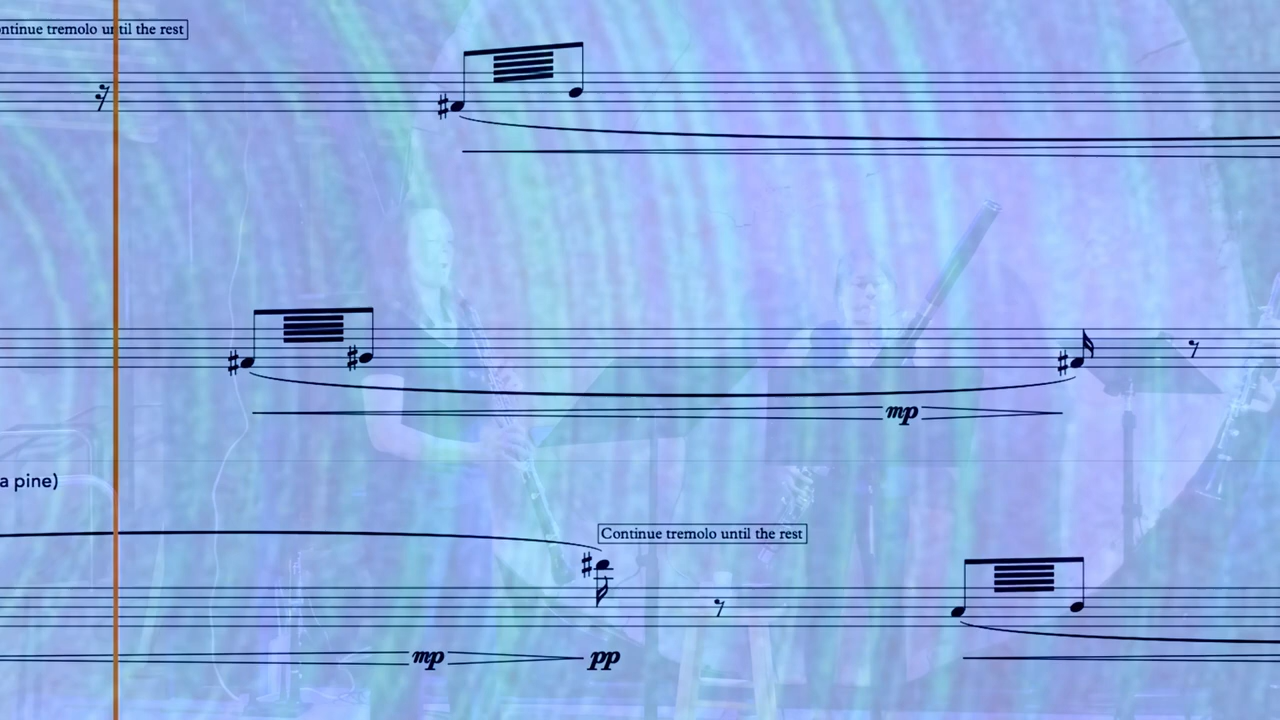 ontinue tremolo until the rest
mp
a pine)
Continue tremolo until the rest
mp
pp